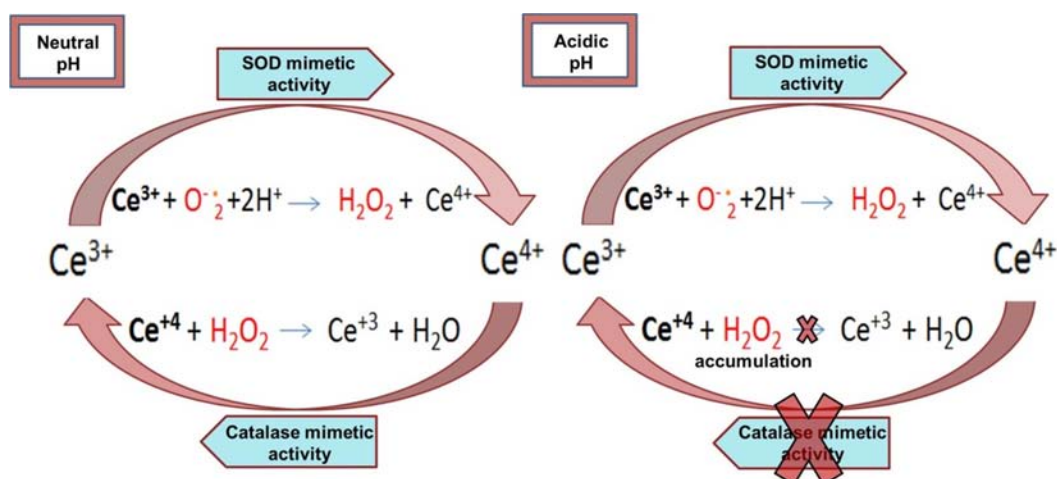 Neutral
pH
SOD mimetic
activity
Ce³⁺ + O⁻˙₂ +2H⁺ → H₂O₂ + Ce⁴⁺
Ce³⁺
Ce⁴⁺
Ce⁺⁴ + H₂O₂ → Ce⁺³ + H₂O
Catalase mimetic
activity
Acidic
pH
SOD mimetic
activity
Ce³⁺ + O⁻˙₂ +2H⁺ → H₂O₂ + Ce⁴⁺
Ce³⁺
Ce⁴⁺
Ce⁺⁴ + H₂O₂ → Ce⁺³ + H₂O
accumulation
Catalase mimetic
activity